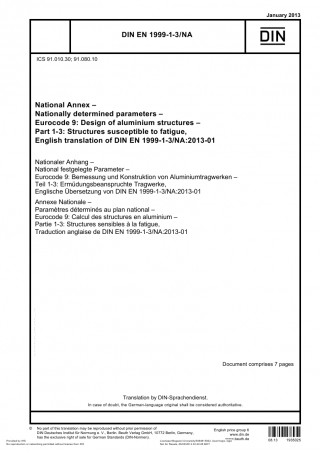 January 2013
DIN EN 1999-1-3/NA
DIN
ICS 91.010.30; 91.080.10
National Annex –
Nationally determined parameters –
Eurocode 9: Design of aluminium structures –
Part 1-3: Structures susceptible to fatigue,
English translation of DIN EN 1999-1-3/NA:2013-01
Nationaler Anhang –
National festgelegte Parameter –
Eurocode 9: Bemessung und Konstruktion von Aluminiumtragwerken –
Teil 1-3: Ermüdungsbeanspruchte Tragwerke,
Englische Übersetzung von DIN EN 1999-1-3/NA:2013-01
Annexe Nationale –
Paramètres déterminés au plan national –
Eurocode 9: Calcul des structures en aluminium –
Partie 1-3: Structures sensibles à la fatigue,
Traduction anglaise de DIN EN 1999-1-3/NA:2013-01
Document comprises 7 pages
Translation by DIN-Sprachendienst.
In case of doubt, the German-language original shall be considered authoritative.
© No part of this translation may be reproduced without prior permission of
DIN Deutsches Institut für Normung e. V., Berlin. Beuth Verlag GmbH, 10772 Berlin, Germany,
has the exclusive right of sale for German Standards (DIN-Normen).
English price group 6
www.din.de
www.beuth.de